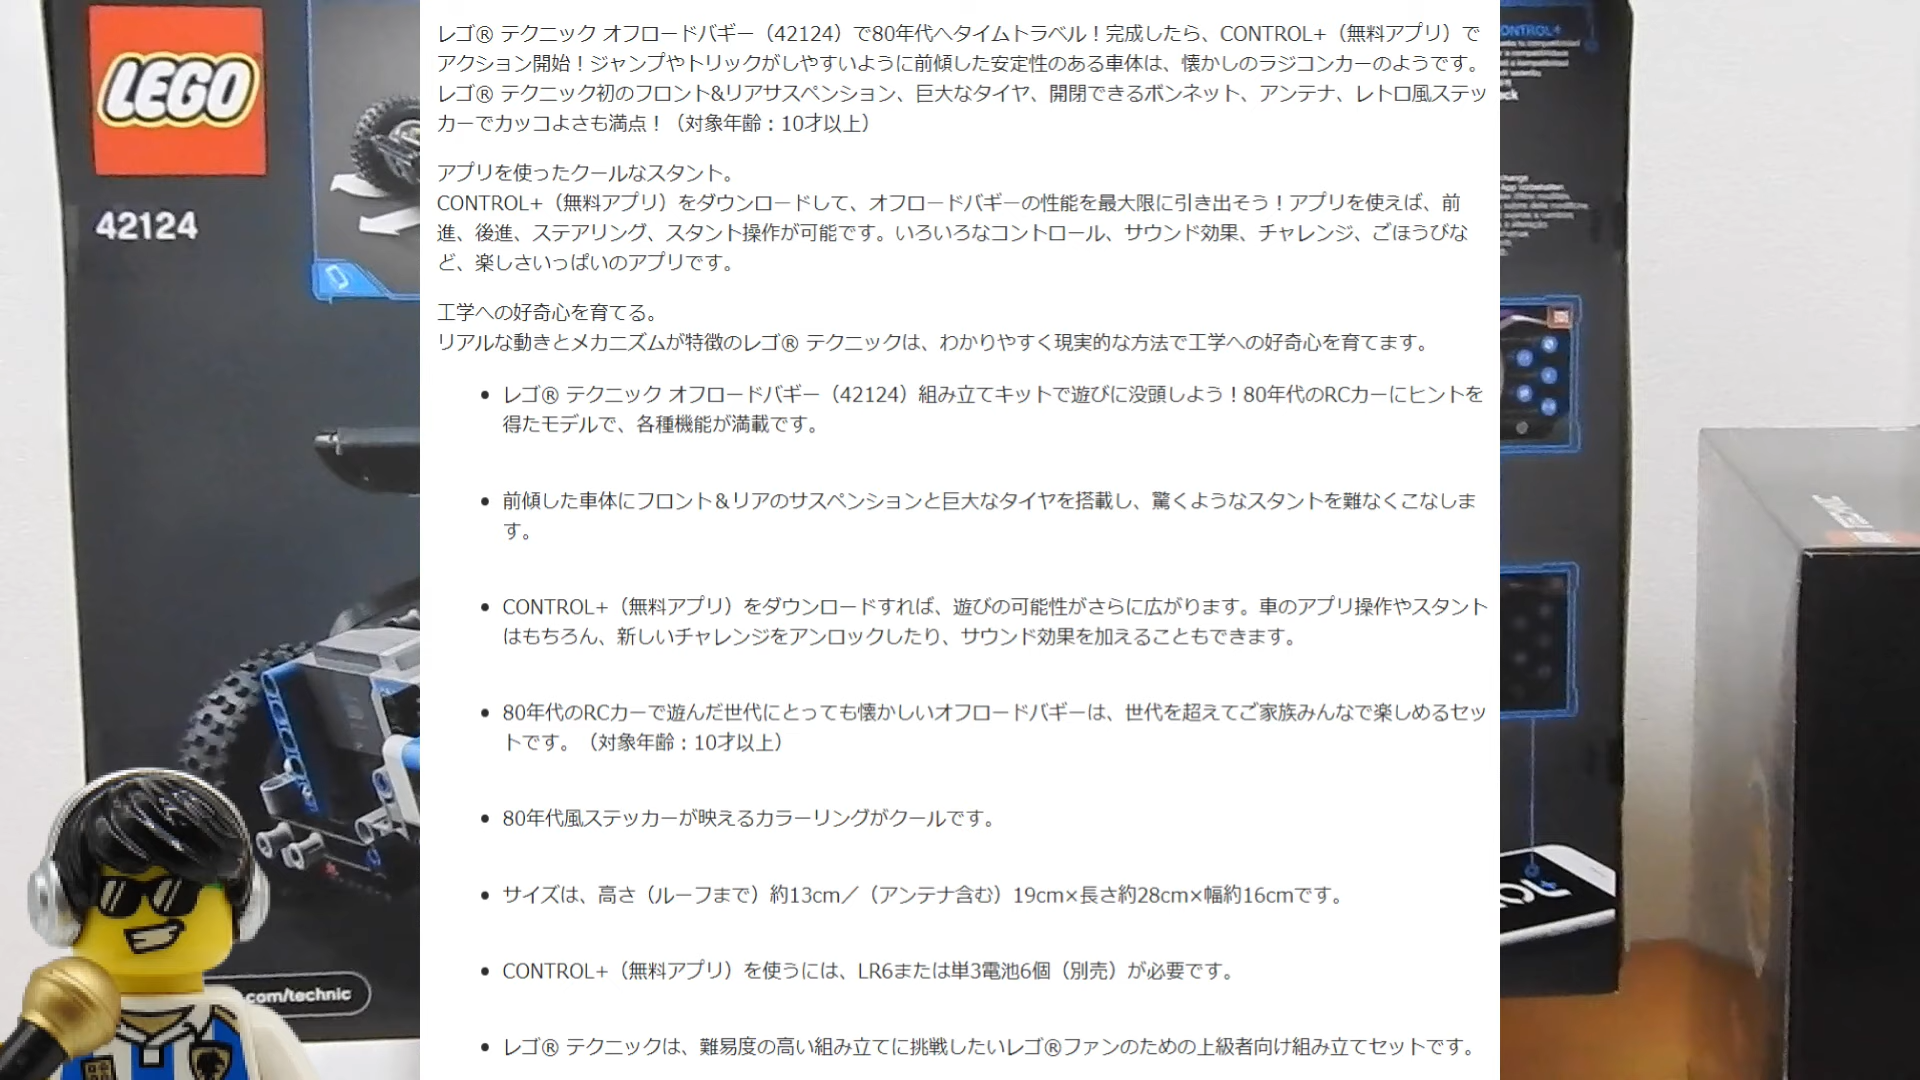 LEGO
42124
.com/technic
レゴ® テクニック オフロードバギー（42124）で80年代へタイムトラベル！完成したら、CONTROL+（無料アプリ）で
アクション開始！ジャンプやトリックがしやすいように前傾した安定性のある車体は、懐かしのラジコンカーのようです。
レゴ® テクニック初のフロント&リアサスペンション、巨大なタイヤ、開閉できるボンネット、アンテナ、レトロ風ステッ
カーでカッコよさも満点！（対象年齢：10才以上）
アプリを使ったクールなスタント。
CONTROL+（無料アプリ）をダウンロードして、オフロードバギーの性能を最大限に引き出そう！アプリを使えば、前
進、後進、ステアリング、スタント操作が可能です。いろいろなコントロール、サウンド効果、チャレンジ、ごほうびな
ど、楽しさいっぱいのアプリです。
工学への好奇心を育てる。
リアルな動きとメカニズムが特徴のレゴ® テクニックは、わかりやすく現実的な方法で工学への好奇心を育てます。
• レゴ® テクニック オフロードバギー（42124）組み立てキットで遊びに没頭しよう！80年代のRCカーにヒントを
得たモデルで、各種機能が満載です。
• 前傾した車体にフロント＆リアのサスペンションと巨大なタイヤを搭載し、驚くようなスタントを難なくこなしま
す。
• CONTROL+（無料アプリ）をダウンロードすれば、遊びの可能性がさらに広がります。車のアプリ操作やスタント
はもちろん、新しいチャレンジをアンロックしたり、サウンド効果を加えることもできます。
• 80年代のRCカーで遊んだ世代にとっても懐かしいオフロードバギーは、世代を超えてご家族みんなで楽しめるセッ
トです。（対象年齢：10才以上）
• 80年代風ステッカーが映えるカラーリングがクールです。
• サイズは、高さ（ルーフまで）約13cm／（アンテナ含む）19cm×長さ約28cm×幅約16cmです。
• CONTROL+（無料アプリ）を使うには、LR6または単3電池6個（別売）が必要です。
• レゴ® テクニックは、難易度の高い組み立てに挑戦したいレゴ®ファンのための上級者向け組み立てセットです。